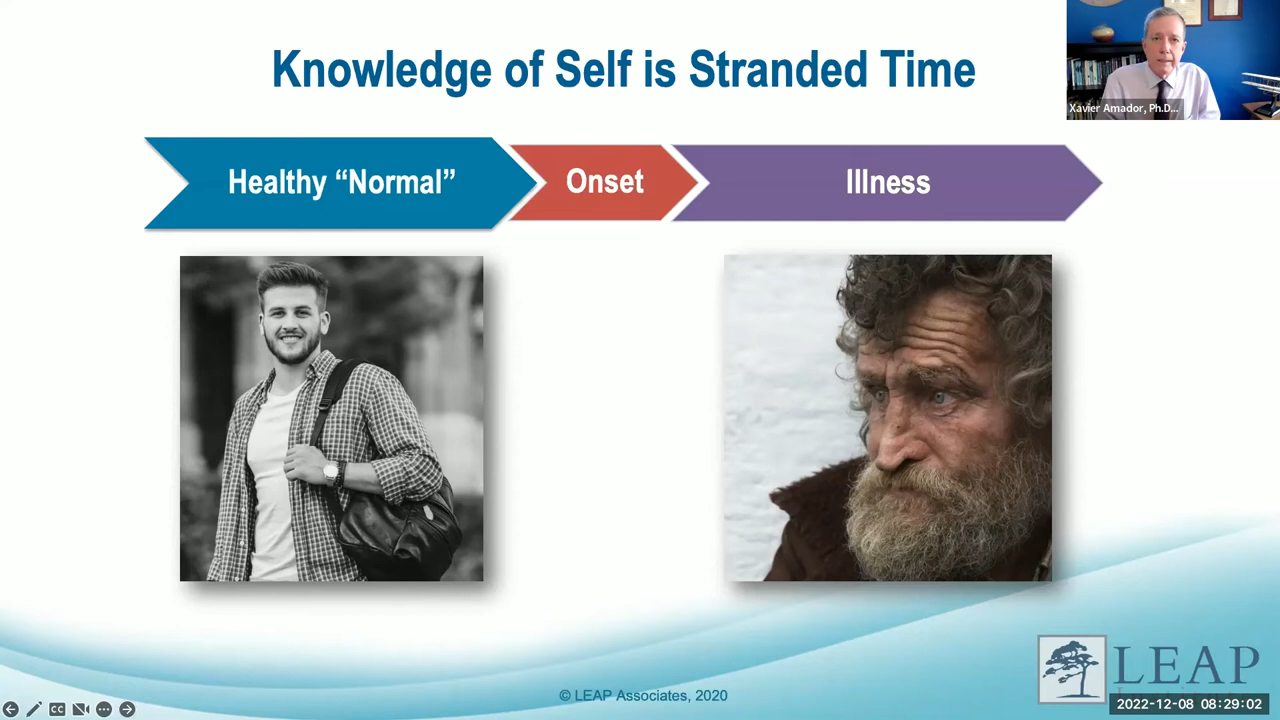 Knowledge of Self is Stranded Time
Xavier Amador, Ph.D...
Healthy “Normal”
Onset
Illness
LEAP
© LEAP Associates, 2020
CC
2022-12-08 08:29:02